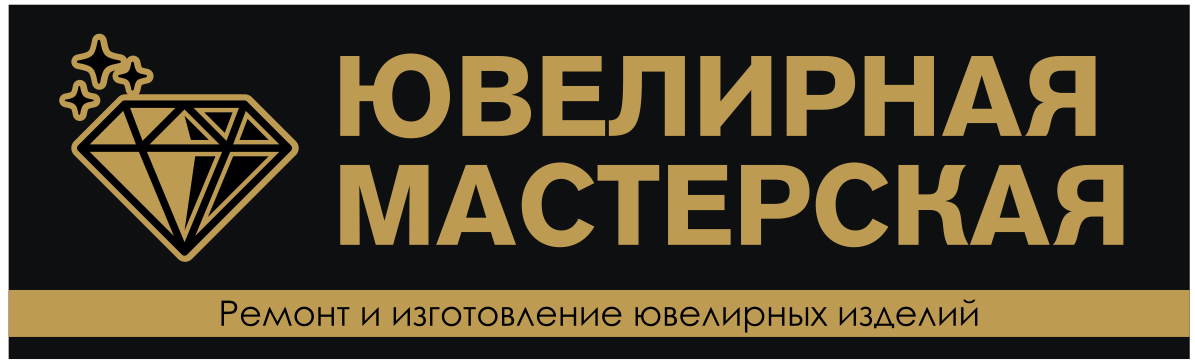 ЮВЕЛИРНАЯ
МАСТЕРСКАЯ
Ремонт и изготовление ювелирных изделий